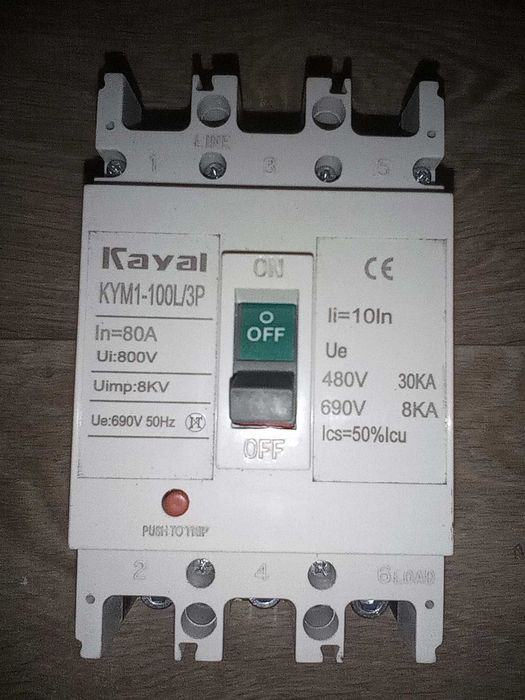 LINE
1 3 5
Kayal
KYM1-100L/3P
In=80A
Ui:800V
Uimp:8KV
Ue:690V 50Hz
ON
O
OFF
OFF
CE
Ii=10In
Ue
480V 30KA
690V 8KA
Ics=50%Icu
PUSH TO TRIP
2 4 6 LOAD